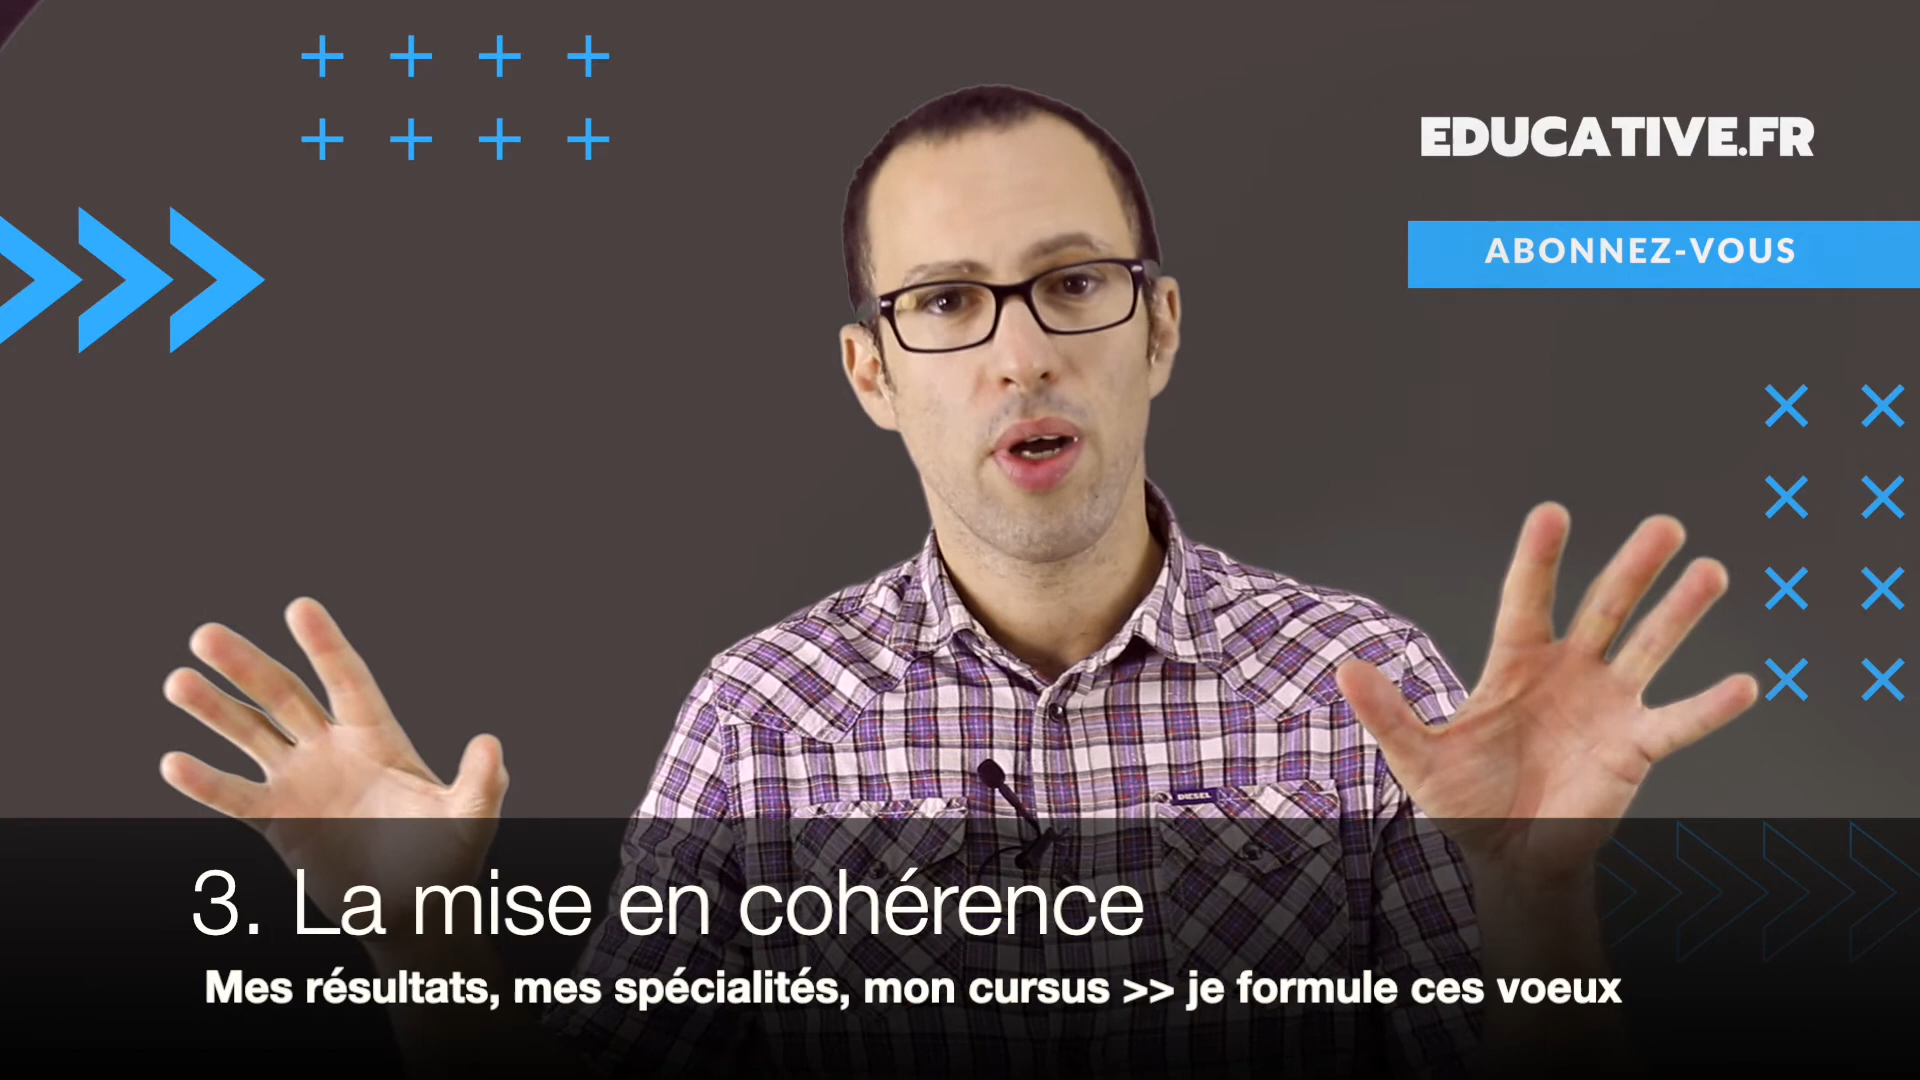 EDUCATIVE.FR
ABONNEZ-VOUS
DIESEL
3. La mise en cohérence
Mes résultats, mes spécialités, mon cursus >> je formule ces voeux